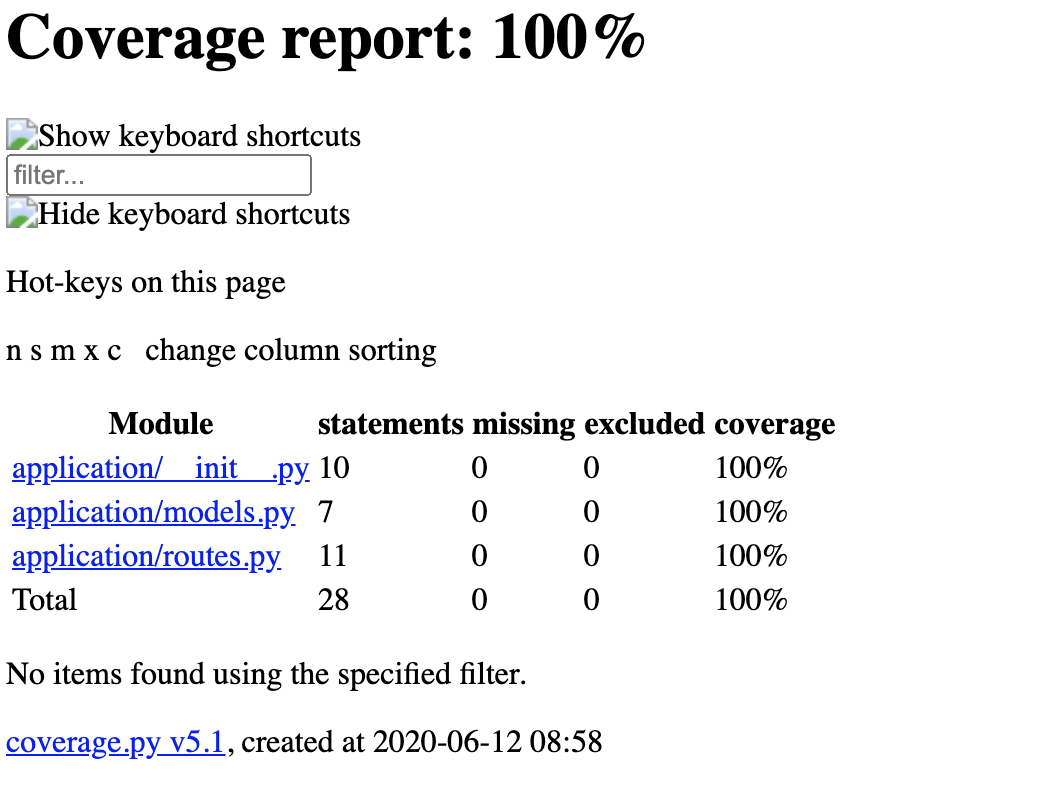 Coverage report: 100%
Show keyboard shortcuts
filter...
Hide keyboard shortcuts
Hot-keys on this page
n s m x c   change column sorting
Module statements missing excluded coverage
application/__init__.py 10 0 0 100%
application/models.py 7 0 0 100%
application/routes.py 11 0 0 100%
Total 28 0 0 100%
No items found using the specified filter.
coverage.py v5.1, created at 2020-06-12 08:58